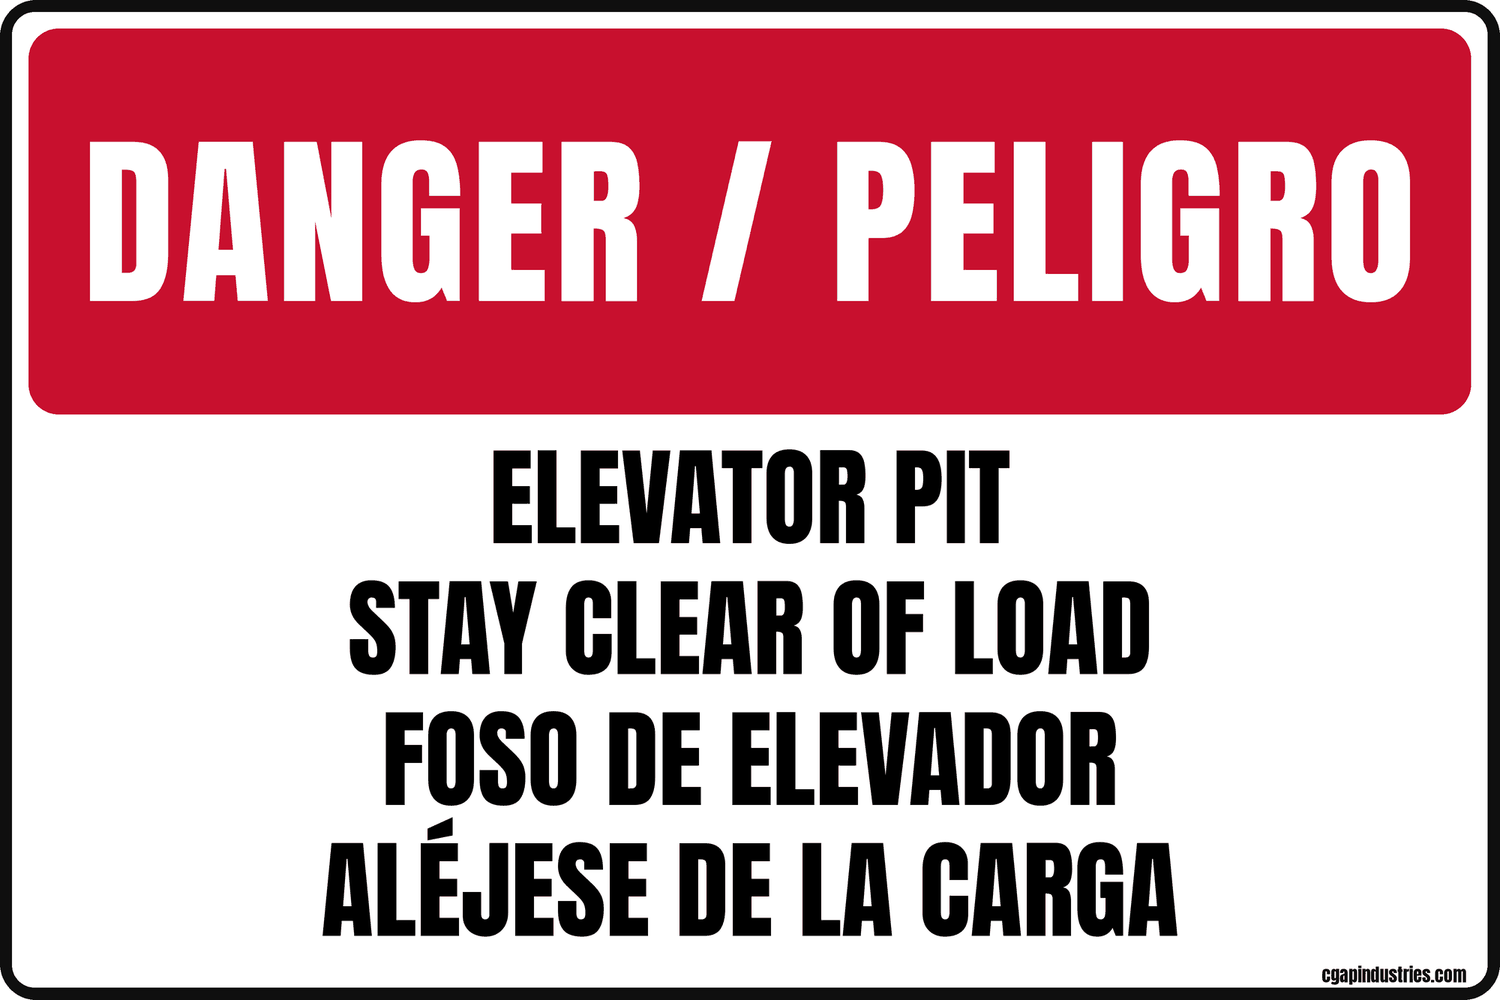 DANGER / PELIGRO
ELEVATOR PIT
STAY CLEAR OF LOAD
FOSO DE ELEVADOR
ALÉJESE DE LA CARGA
cgapindustries.com